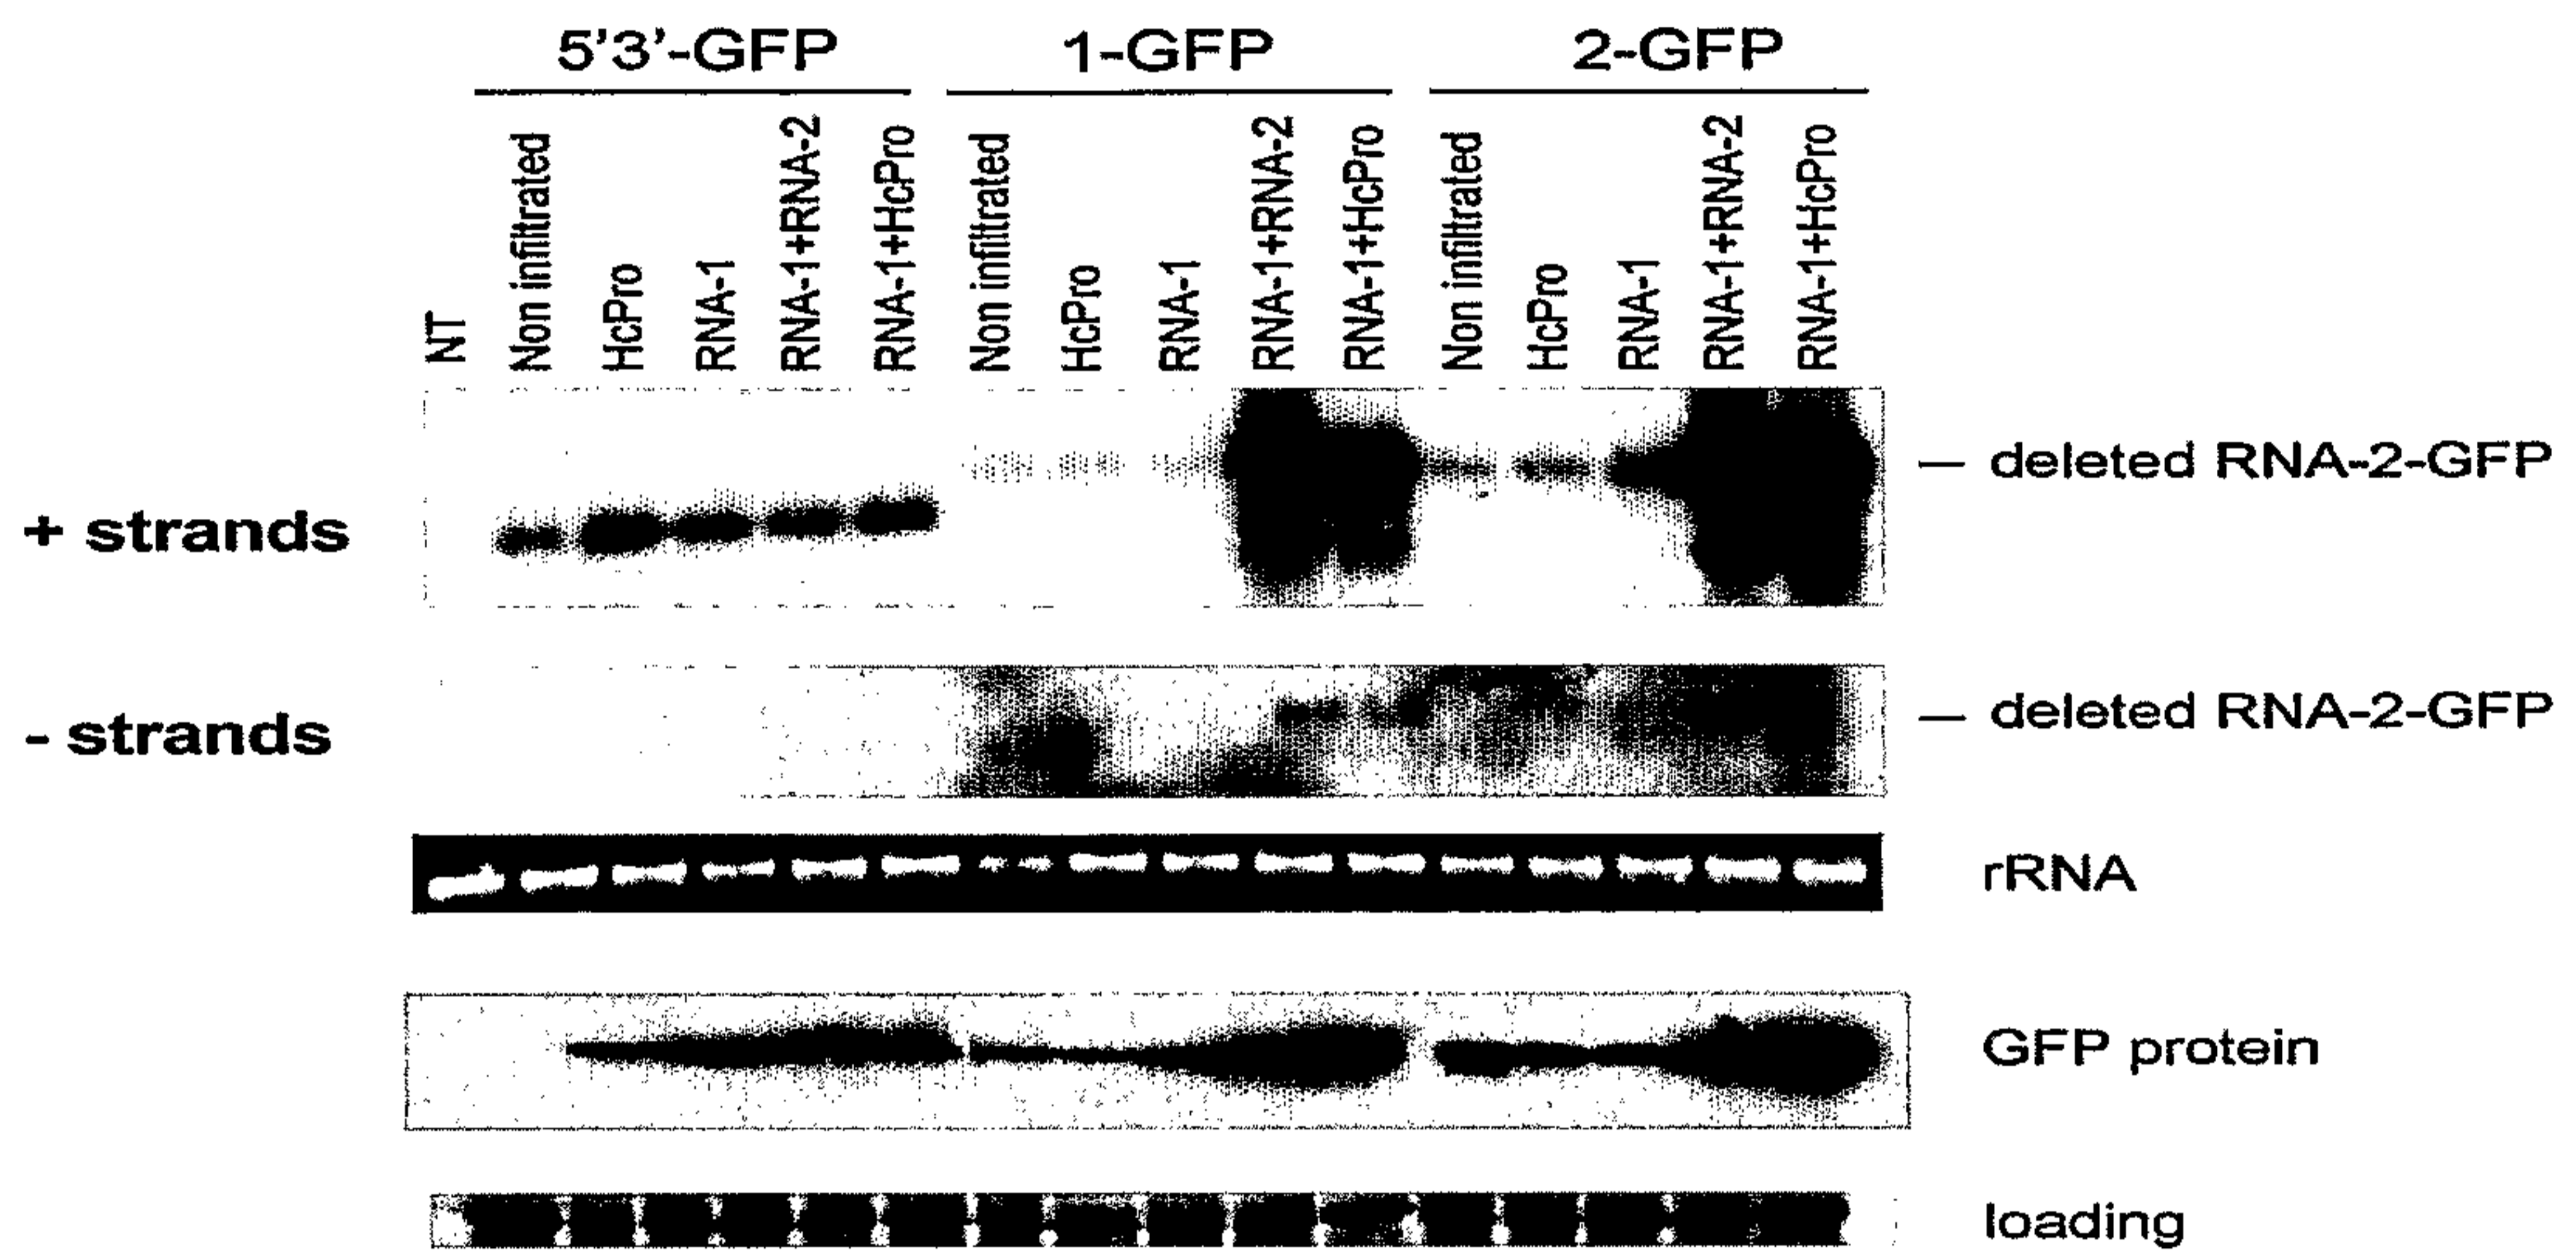 5'3'-GFP 1-GFP 2-GFP
NT Non infiltrated HcPro RNA-1 RNA-1+RNA-2 RNA-1+HcPro Non infiltrated HcPro RNA-1 RNA-1+RNA-2 RNA-1+HcPro Non infiltrated HcPro RNA-1 RNA-1+RNA-2 RNA-1+HcPro
deleted RNA-2-GFP
+ strands
deleted RNA-2-GFP
- strands
rRNA
GFP protein
loading